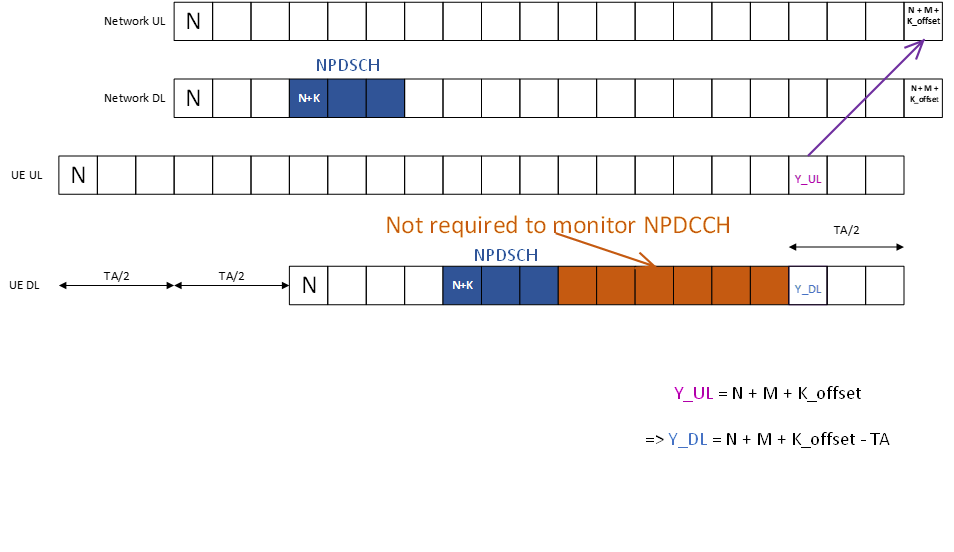 Network UL
N
N + M +
K_offset
NPDSCH
Network DL
N
N+K
N + M +
K_offset
UE UL
N
Y_UL
Not required to monitor NPDCCH
TA/2
NPDSCH
UE DL
TA/2
TA/2
N
N+K
Y_DL
Y_UL = N + M + K_offset
=> Y_DL = N + M + K_offset - TA